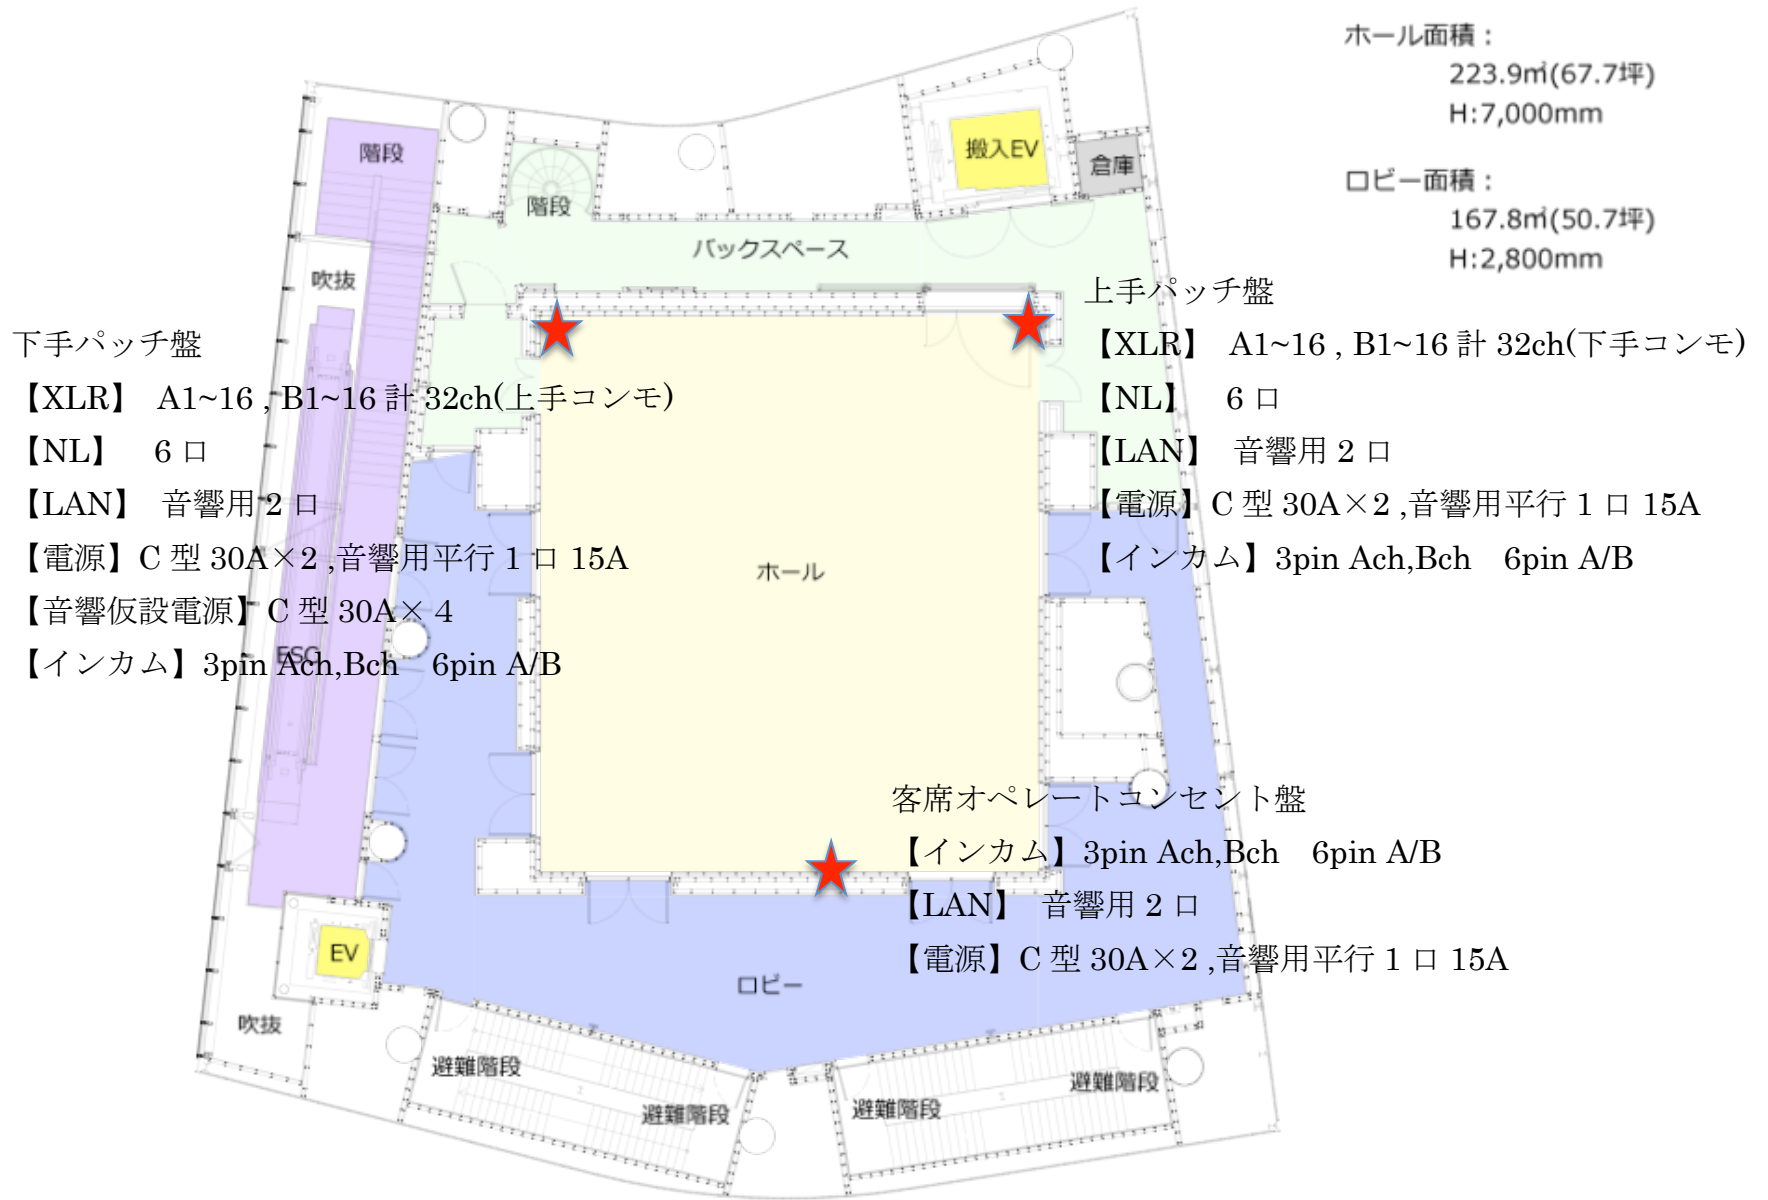 ホール面積：
223.9㎡(67.7坪)
H:7,000mm
ロビー面積：
167.8㎡(50.7坪)
H:2,800mm
階段
階段
搬入EV
倉庫
バックスペース
吹抜
下手パッチ盤
【XLR】 A1~16 , B1~16 計 32ch(上手コンモ)
【NL】 6 口
【LAN】 音響用 2 口
【電源】C 型 30A×2 ,音響用平行 1 口 15A
【音響仮設電源】C 型 30A× 4
【インカム】3pin Ach,Bch 6pin A/B
上手パッチ盤
【XLR】 A1~16 , B1~16 計 32ch(下手コンモ)
【NL】 6 口
【LAN】 音響用 2 口
【電源】C 型 30A×2 ,音響用平行 1 口 15A
【インカム】3pin Ach,Bch 6pin A/B
ホール
ESC
客席オペレートコンセント盤
【インカム】3pin Ach,Bch 6pin A/B
【LAN】 音響用 2 口
【電源】C 型 30A×2 ,音響用平行 1 口 15A
EV
ロビー
吹抜
避難階段
避難階段
避難階段
避難階段